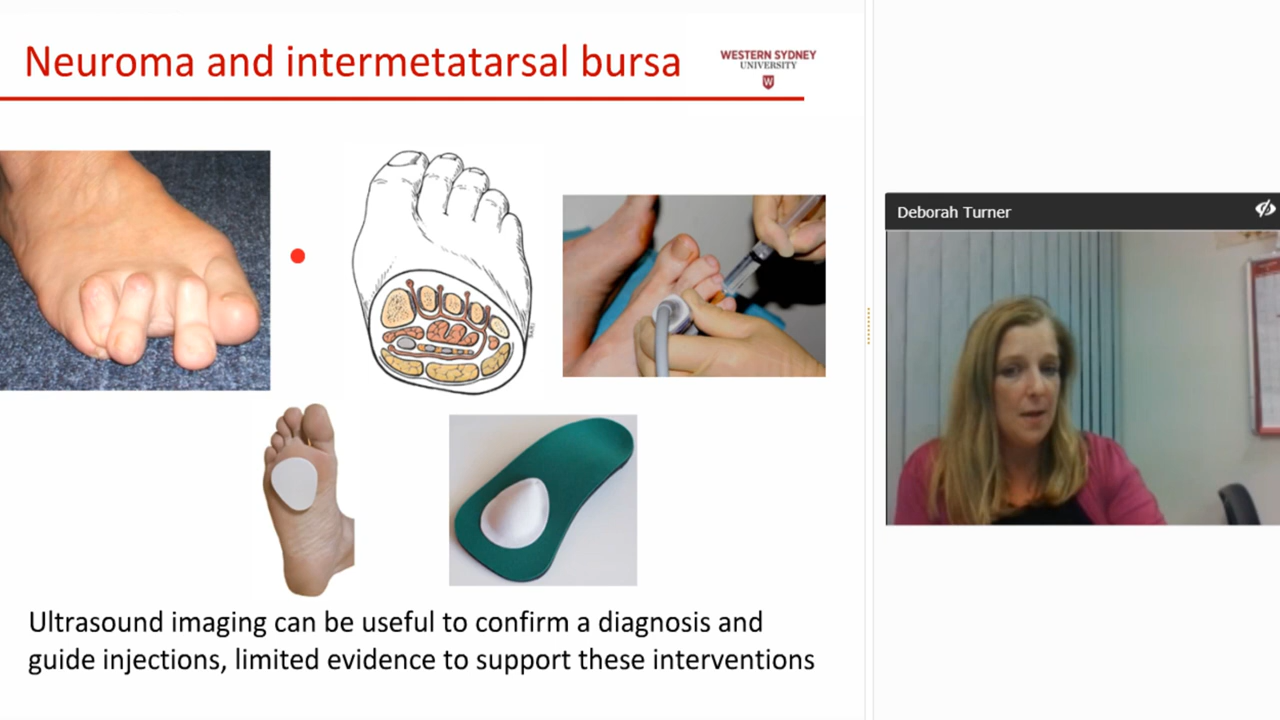 Neuroma and intermetatarsal bursa
WESTERN SYDNEY
UNIVERSITY
W
Ultrasound imaging can be useful to confirm a diagnosis and
guide injections, limited evidence to support these interventions
Deborah Turner